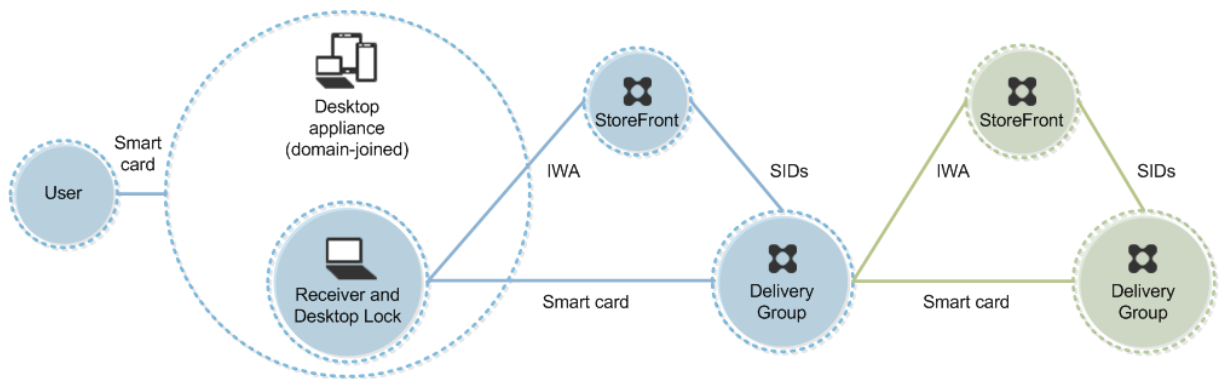 User
Smart
card
Desktop
appliance
(domain-joined)
Receiver and
Desktop Lock
IWA
StoreFront
SIDs
Smart card
Delivery
Group
IWA
StoreFront
SIDs
Smart card
Delivery
Group